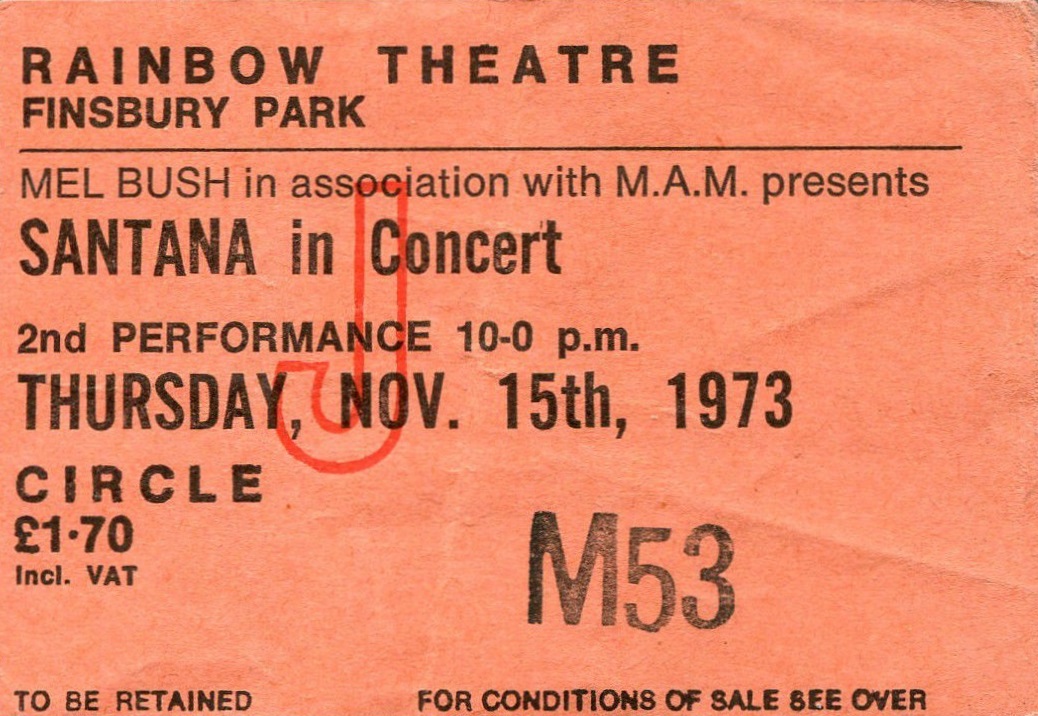 RAINBOW THEATRE
FINSBURY PARK
MEL BUSH in association with M.A.M. presents
SANTANA in Concert
J
2nd PERFORMANCE 10-0 p.m.
THURSDAY, NOV. 15th, 1973
CIRCLE
£1·70
Incl. VAT
M53
TO BE RETAINED
FOR CONDITIONS OF SALE SEE OVER